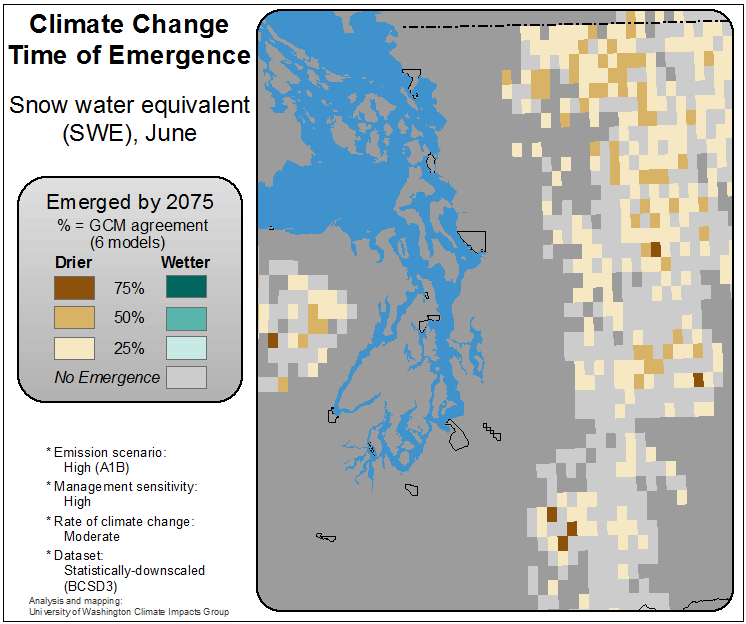 Climate Change
Time of Emergence
Snow water equivalent
(SWE), June
Emerged by 2075
% = GCM agreement
(6 models)
Drier Wetter
75%
50%
25%
No Emergence
* Emission scenario:
High (A1B)
* Management sensitivity:
High
* Rate of climate change:
Moderate
* Dataset:
Statistically-downscaled
(BCSD3)
Analysis and mapping:
University of Washington Climate Impacts Group